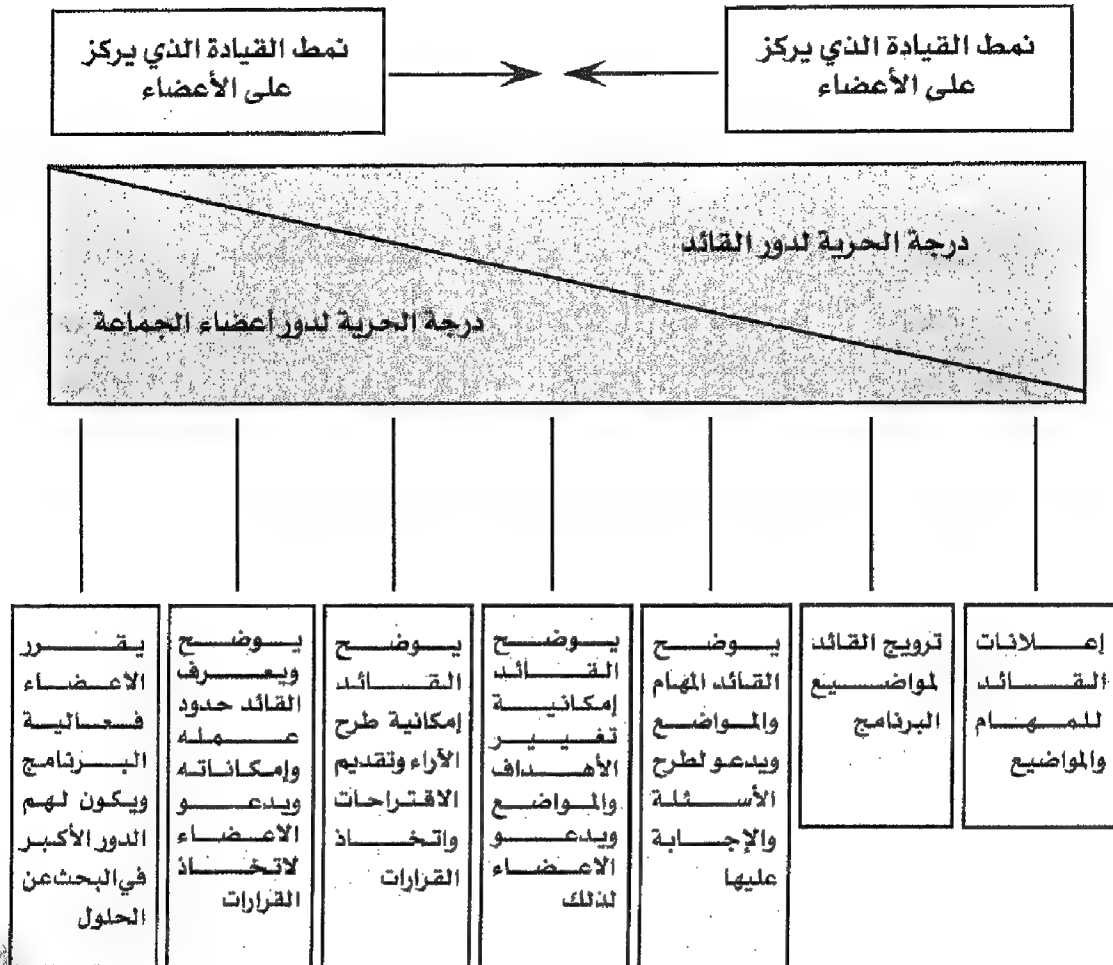 نمط القيادة الذي يركز
على الأعضاء
نمط القيادة الذي يركز
على الأعضاء
درجة الحرية لدور القائد
درجة الحرية لدور أعضاء الجماعة
إعلانات
القائد
للمهام
والمواضيع
ترويج القائد
لمواضيع
البرنامج
يوضح
القائد المهام
والمواضع
ويدعو لطرح
الأسئلة
والإجابة
عليها
يوضح
القائد
إمكانية
تغيير
الأهداف
والمواضع
ويدعو
الاعضاء
لذلك
يوضح
القائد
إمكانية طرح
الآراء وتقديم
الاقتراحات
واتخاذ
القرارات
يوضح
ويعرف
القائد حدود
عمله
وإمكاناته
ويدعو
الاعضاء
لاتخاذ
القرارات
يقرر
الاعضاء
فعالية
البرنامج
ويكون لهم
الدور الأكبر
في البحث عن
الحلول